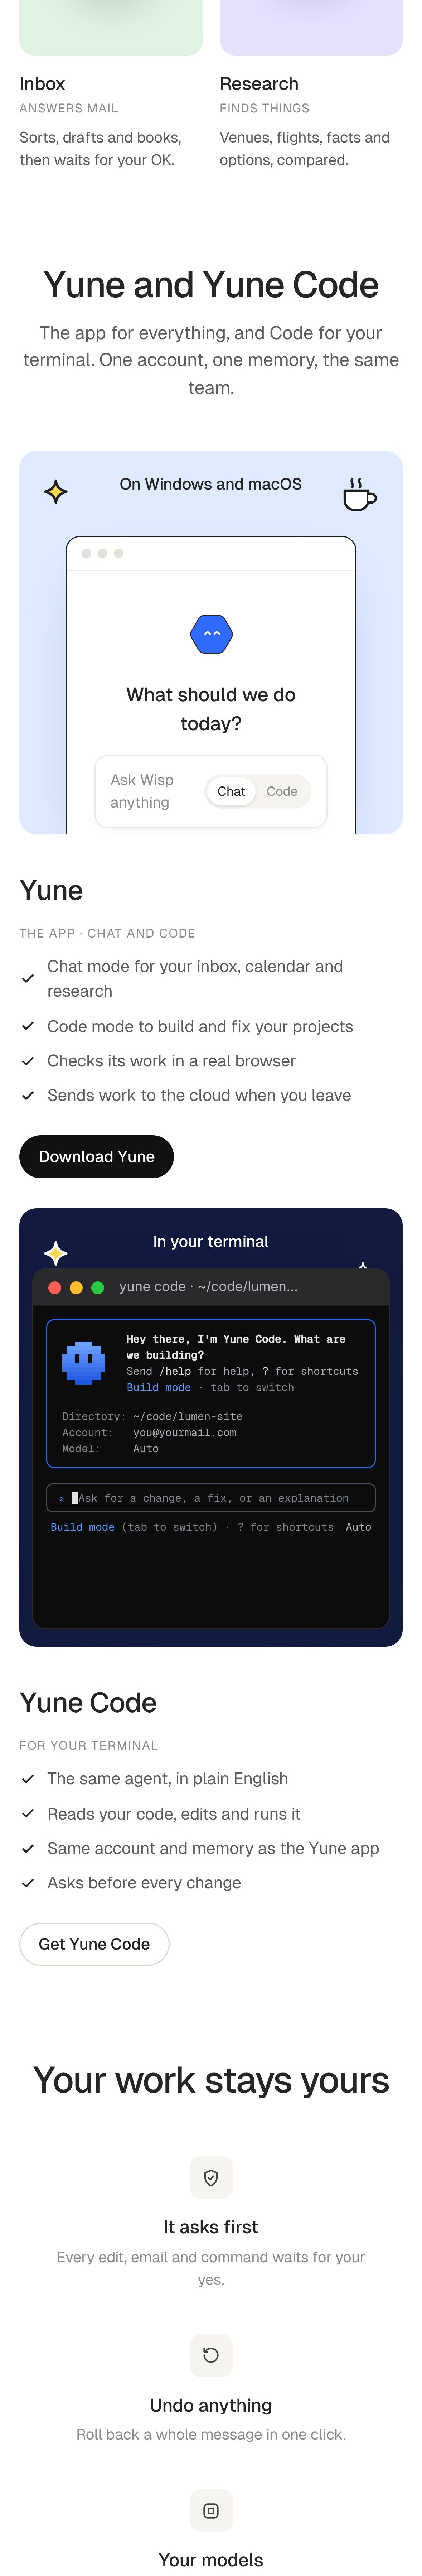 Inbox
ANSWERS MAIL
Sorts, drafts and books,
then waits for your OK.
Research
FINDS THINGS
Venues, flights, facts and
options, compared.
Yune and Yune Code
The app for everything, and Code for your
terminal. One account, one memory, the same
team.
On Windows and macOS
What should we do
today?
Ask Wisp
anything
Chat
Code
Yune
THE APP · CHAT AND CODE
Chat mode for your inbox, calendar and
research
Code mode to build and fix your projects
Checks its work in a real browser
Sends work to the cloud when you leave
Download Yune
In your terminal
yune code · ~/code/lumen...
Hey there, I'm Yune Code. What are
we building?
Send /help for help, ? for shortcuts
Build mode · tab to switch
Directory: ~/code/lumen-site
Account: you@yourmail.com
Model: Auto
› Ask for a change, a fix, or an explanation
Build mode (tab to switch) · ? for shortcuts Auto
Yune Code
FOR YOUR TERMINAL
The same agent, in plain English
Reads your code, edits and runs it
Same account and memory as the Yune app
Asks before every change
Get Yune Code
Your work stays yours
It asks first
Every edit, email and command waits for your
yes.
Undo anything
Roll back a whole message in one click.
Your models